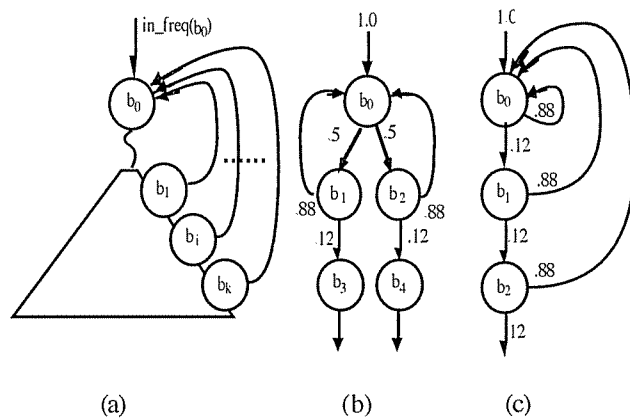 in_freq(b0)
b0
b1
bi
bk
(a)
1.0
b0
.5
.5
b1
b2
.88
.88
.12
.12
b3
b4
(b)
1.0
b0
.88
.12
b1
.88
.12
b2
.88
.12
(c)